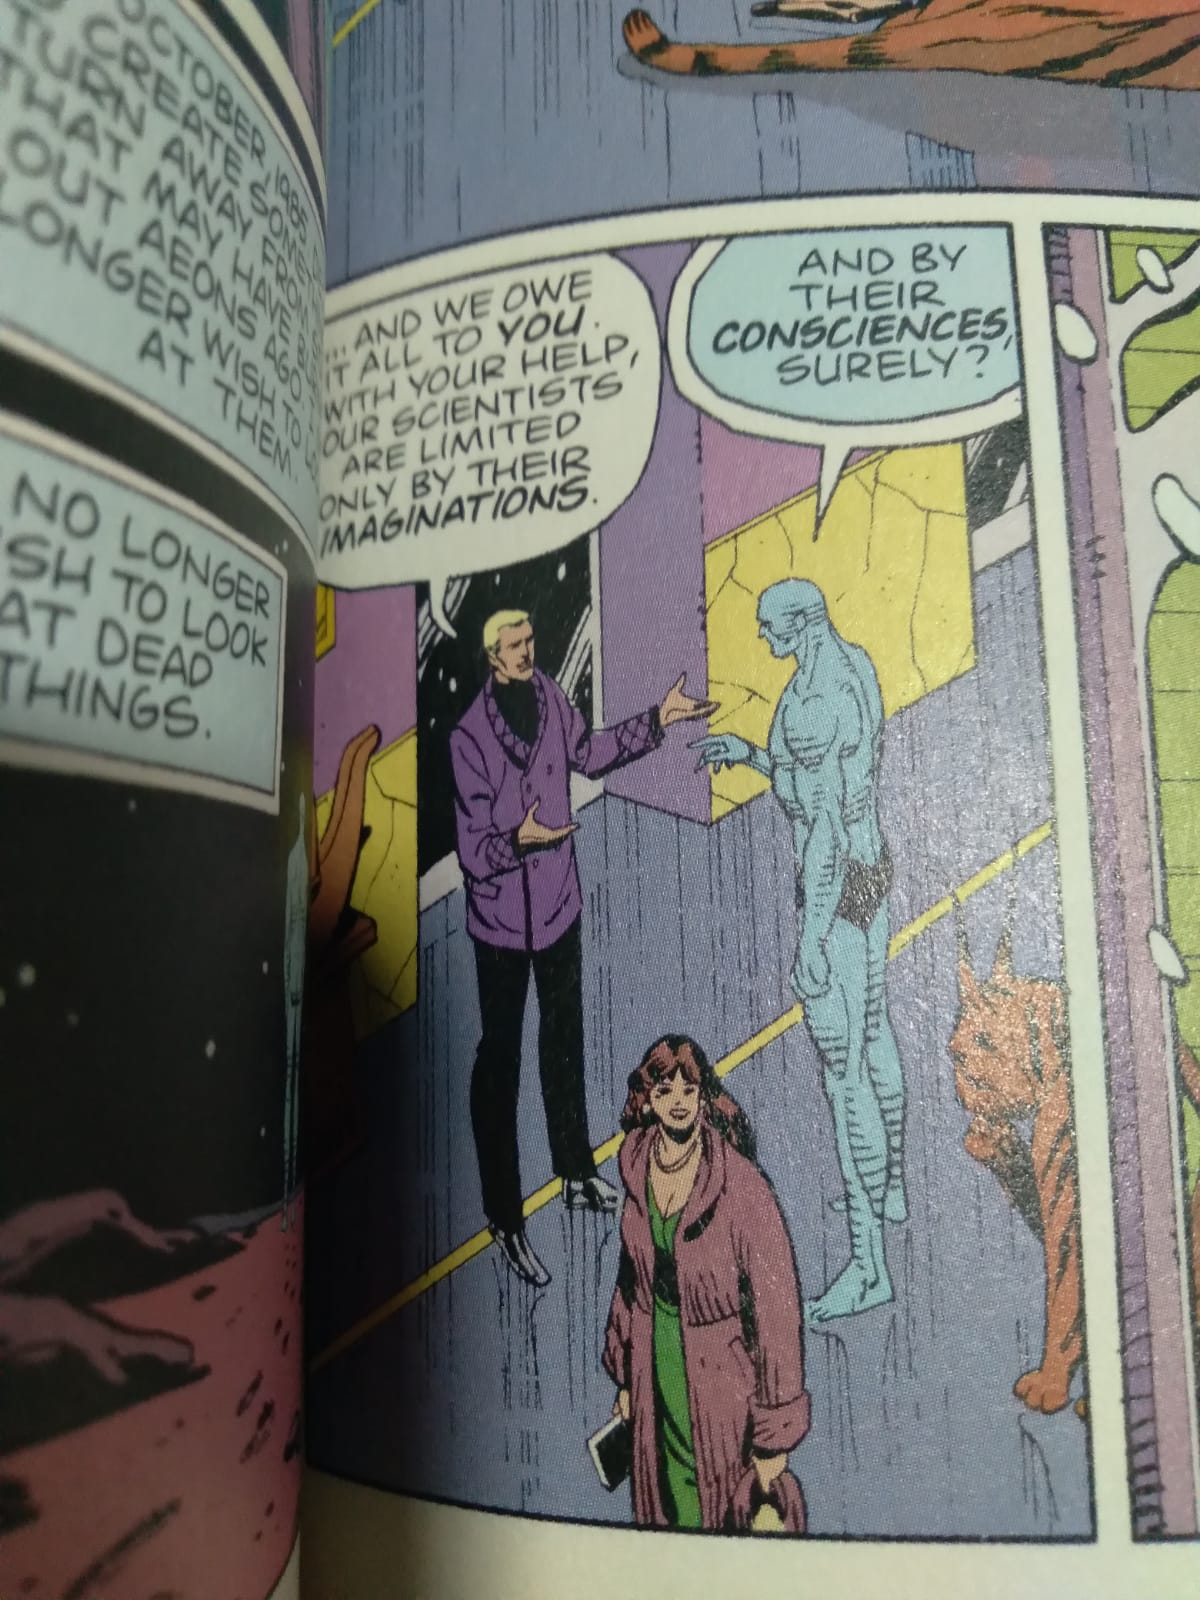 OCTOBER, 1985
CREATE
TURN AWAY FROM
THAT MAY HAVE
OUT AEONS AGO.
LONGER WISH TO
AT THEM.
NO LONGER
TO LOOK
AT DEAD
THINGS.
...AND WE OWE
IT ALL TO YOU.
WITH YOUR HELP,
OUR SCIENTISTS
ARE LIMITED
ONLY BY THEIR
IMAGINATIONS.
AND BY
THEIR
CONSCIENCES,
SURELY?